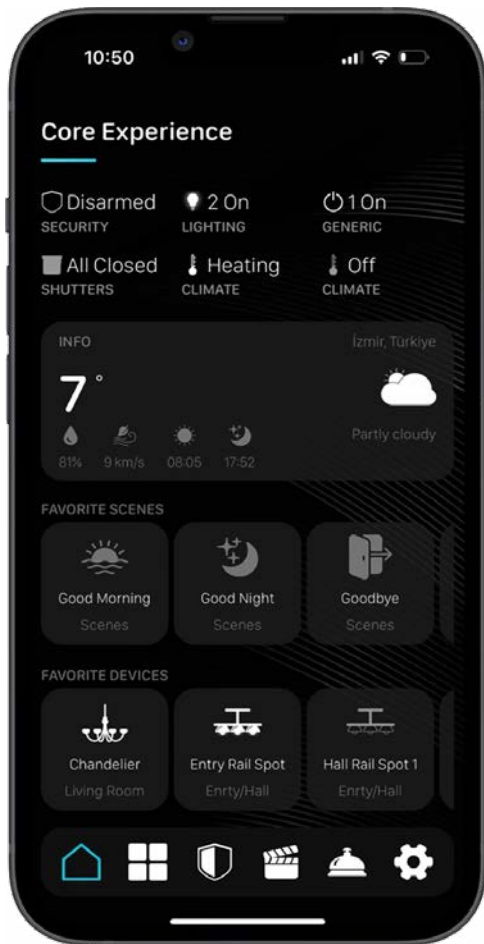 10:50
Core Experience
Disarmed 2 On 1 On
SECURITY LIGHTING GENERIC
All Closed Heating Off
SHUTTERS CLIMATE CLIMATE
INFO İzmir, Türkiye
7°
Partly cloudy
81% 9 km/s 08:05 17:52
FAVORITE SCENES
Good Morning Good Night Goodbye
Scenes Scenes Scenes
FAVORITE DEVICES
Chandelier Entry Rail Spot Hall Rail Spot 1
Living Room Enrty/Hall Enrty/Hall